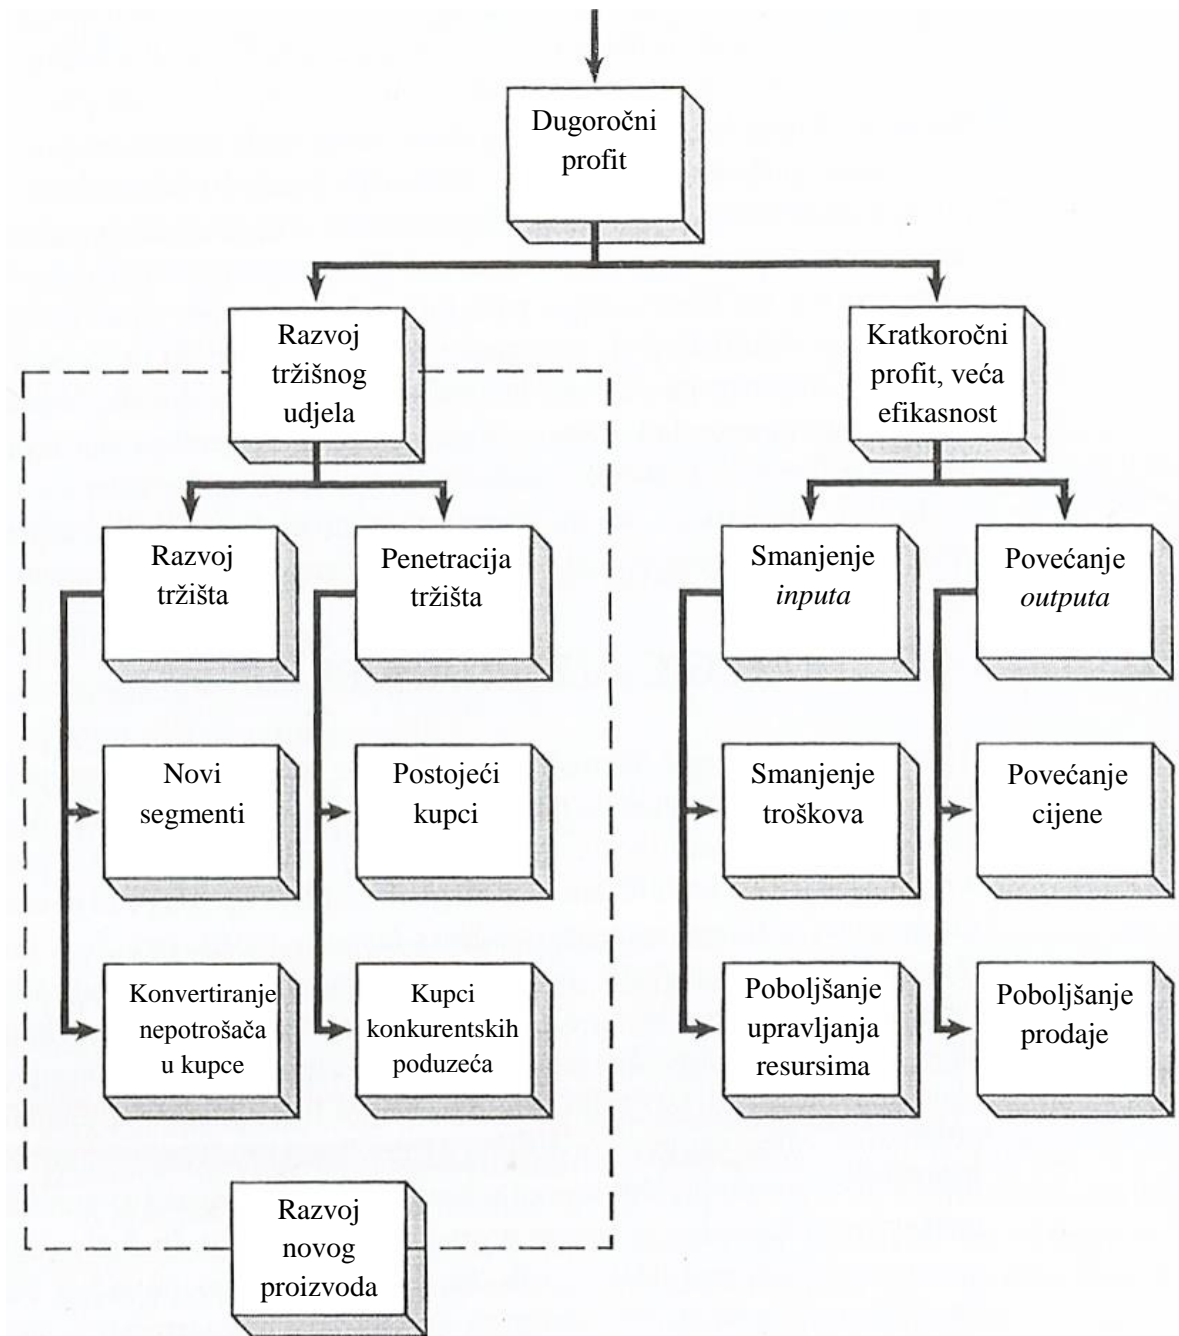 Dugoročni
profit
Razvoj
tržišnog
udjela
Kratkoročni
profit, veća
efikasnost
Razvoj
tržišta
Penetracija
tržišta
Smanjenje
inputa
Povećanje
outputa
Novi
segmenti
Postojeći
kupci
Smanjenje
troškova
Povećanje
cijene
Konvertiranje
nepotrošača
u kupce
Kupci
konkurentskih
poduzeća
Poboljšanje
upravljanja
resursima
Poboljšanje
prodaje
Razvoj
novog
proizvoda